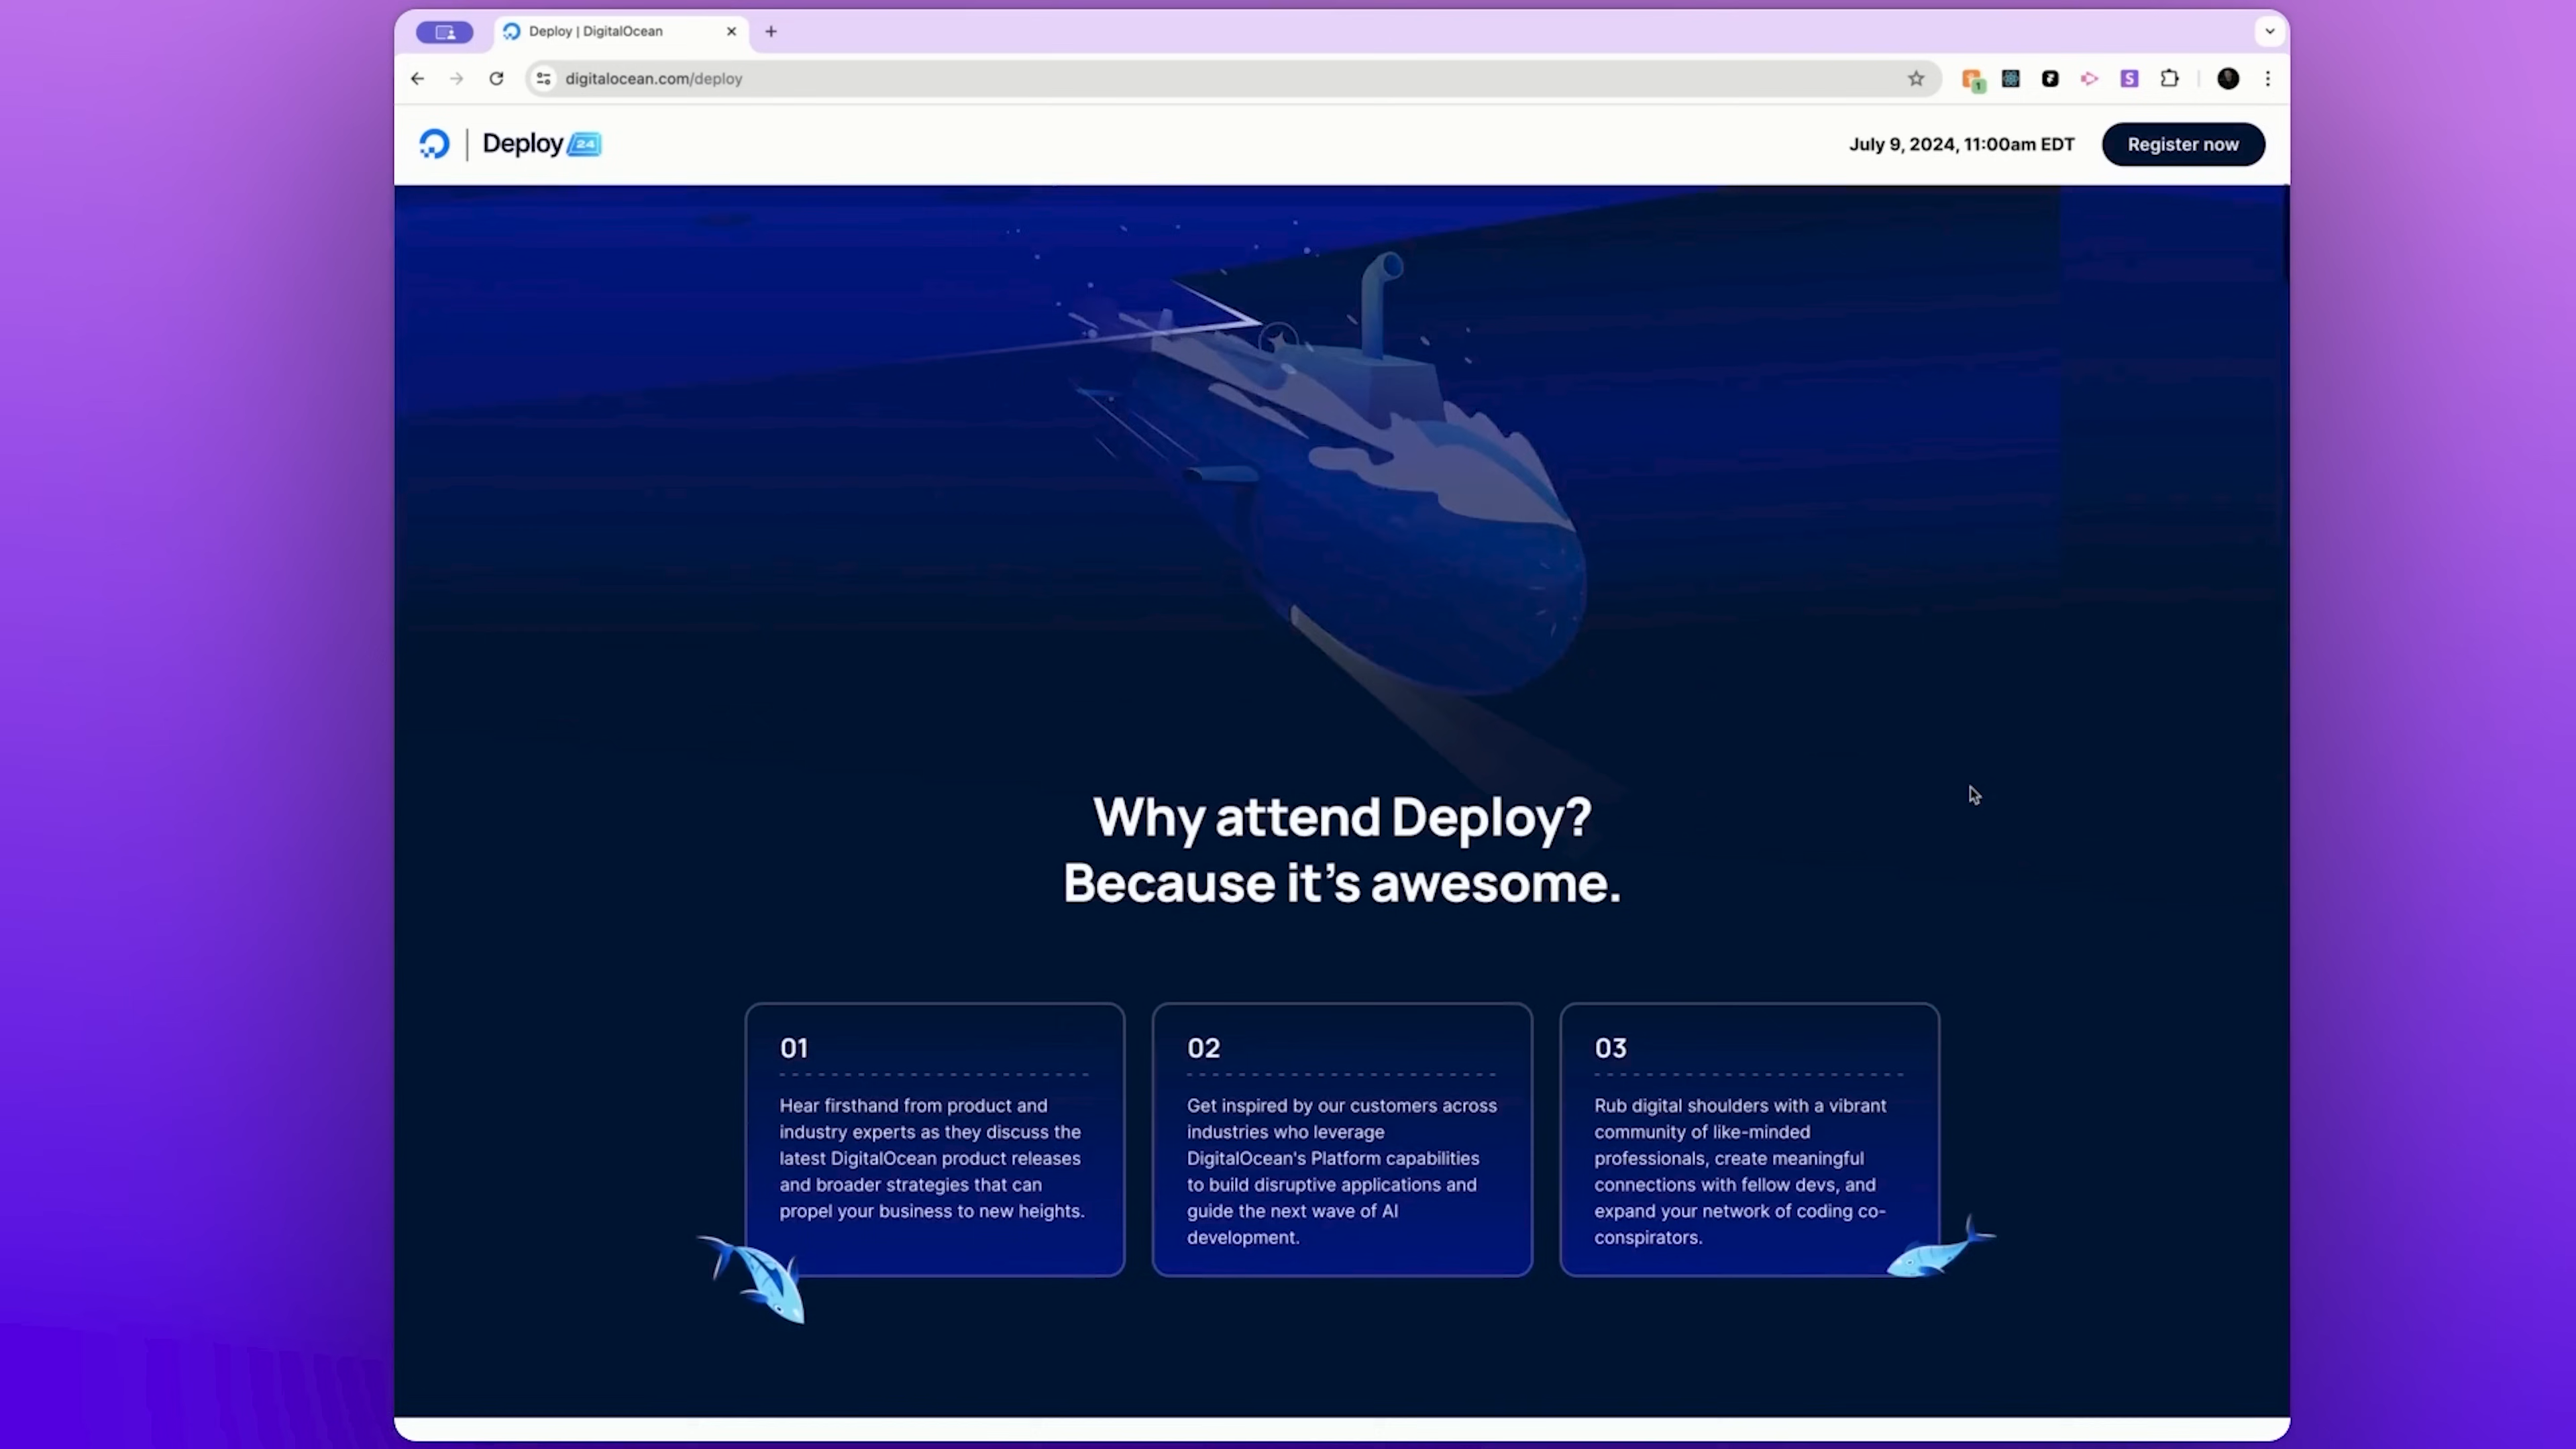 Deploy | DigitalOcean
digitalocean.com/deploy
1
S
Deploy 24
July 9, 2024, 11:00am EDT
Register now
Why attend Deploy?
Because it’s awesome.
01
Hear firsthand from product and
industry experts as they discuss the
latest DigitalOcean product releases
and broader strategies that can
propel your business to new heights.
02
Get inspired by our customers across
industries who leverage
DigitalOcean's Platform capabilities
to build disruptive applications and
guide the next wave of AI
development.
03
Rub digital shoulders with a vibrant
community of like-minded
professionals, create meaningful
connections with fellow devs, and
expand your network of coding co-
conspirators.